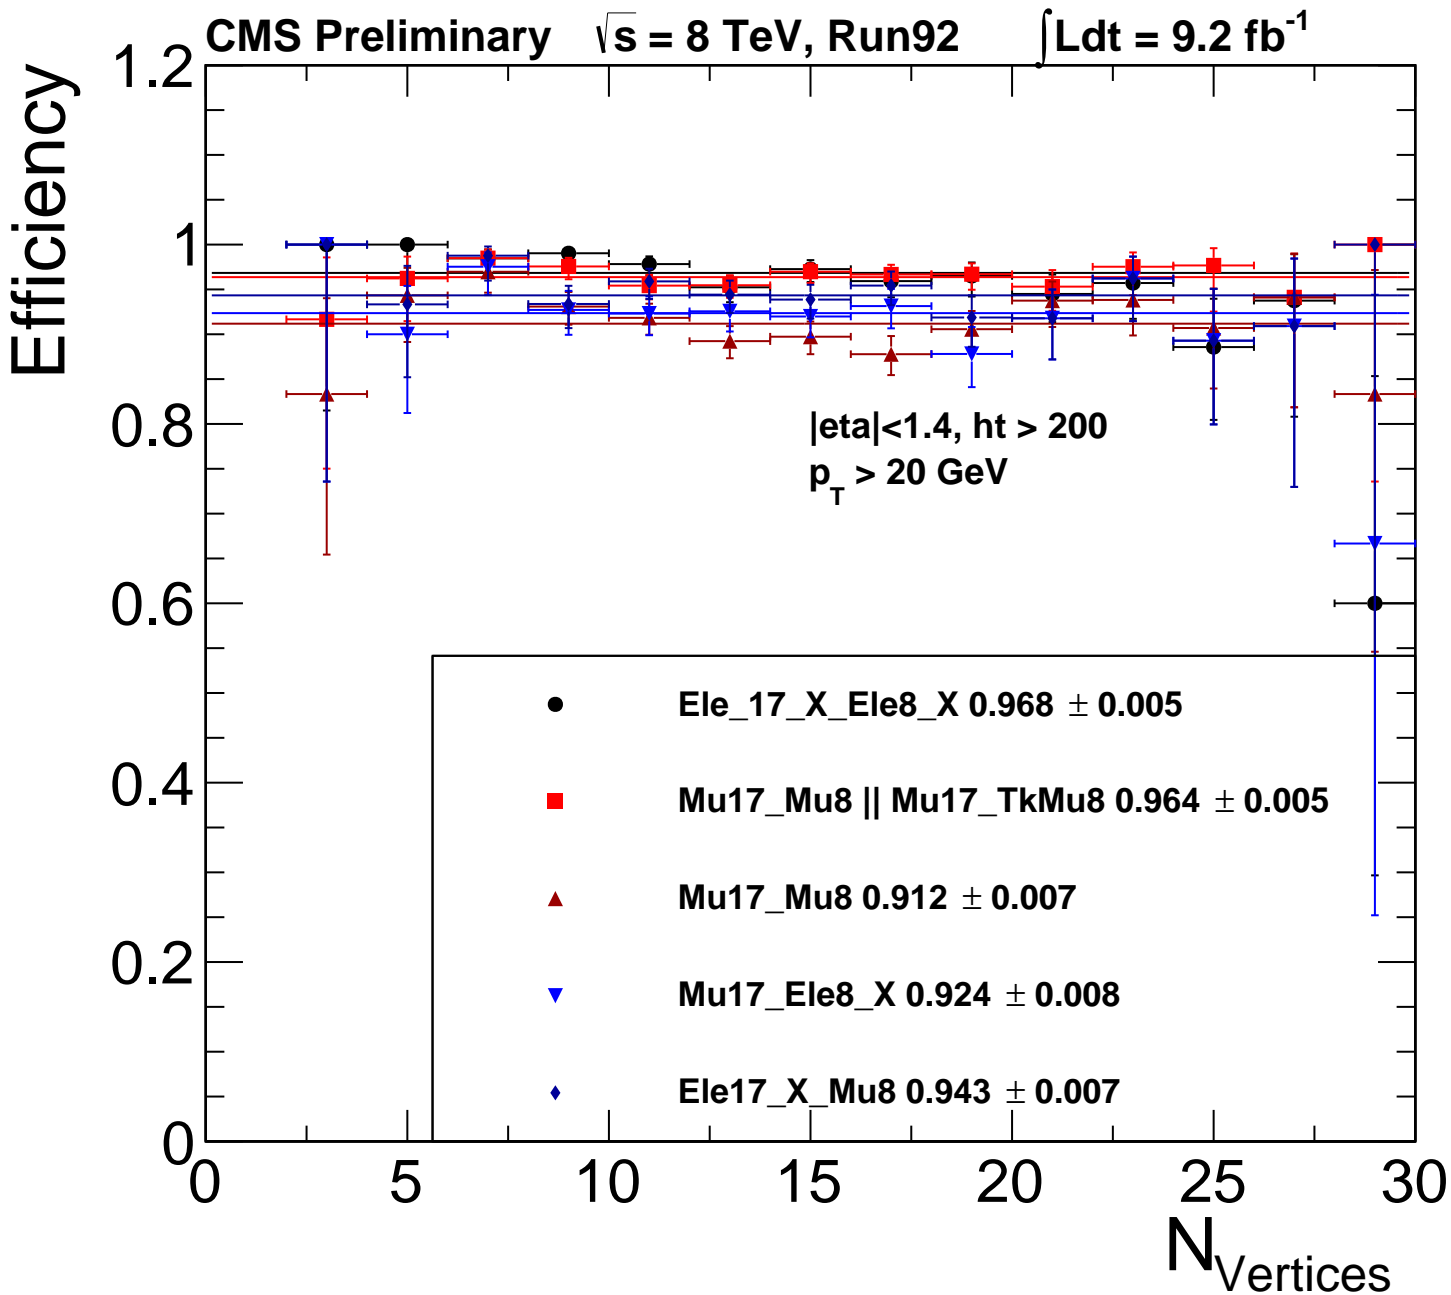 CMS Preliminary √s = 8 TeV, Run92 ∫Ldt = 9.2 fb⁻¹
Efficiency
1.2
1
0.8
0.6
0.4
0.2
0
|eta|<1.4, ht > 200
p_T > 20 GeV
Ele_17_X_Ele8_X 0.968 ± 0.005
Mu17_Mu8 || Mu17_TkMu8 0.964 ± 0.005
Mu17_Mu8 0.912 ± 0.007
Mu17_Ele8_X 0.924 ± 0.008
Ele17_X_Mu8 0.943 ± 0.007
0 5 10 15 20 25 30
N_Vertices